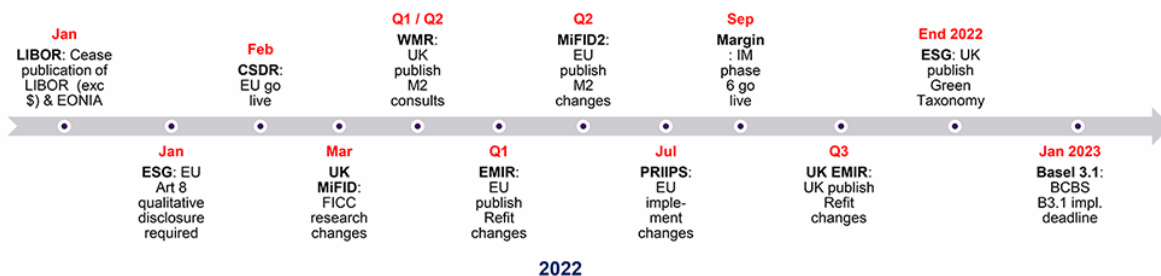 Jan
LIBOR: Cease
publication of
LIBOR (exc
$) & EONIA
Feb
CSDR:
EU go
live
Q1 / Q2
WMR:
UK
publish
M2
consults
Q2
MiFID2:
EU
publish
M2
changes
Sep
Margin
: IM
phase
6 go
live
End 2022
ESG: UK
publish
Green
Taxonomy
Jan
ESG: EU
Art 8
qualitative
disclosure
required
Mar
UK
MiFID:
FICC
research
changes
Q1
EMIR:
EU
publish
Refit
changes
Jul
PRIIPS:
EU
imple-
ment
changes
Q3
UK EMIR:
UK publish
Refit
changes
Jan 2023
Basel 3.1:
BCBS
B3.1 impl.
deadline
2022